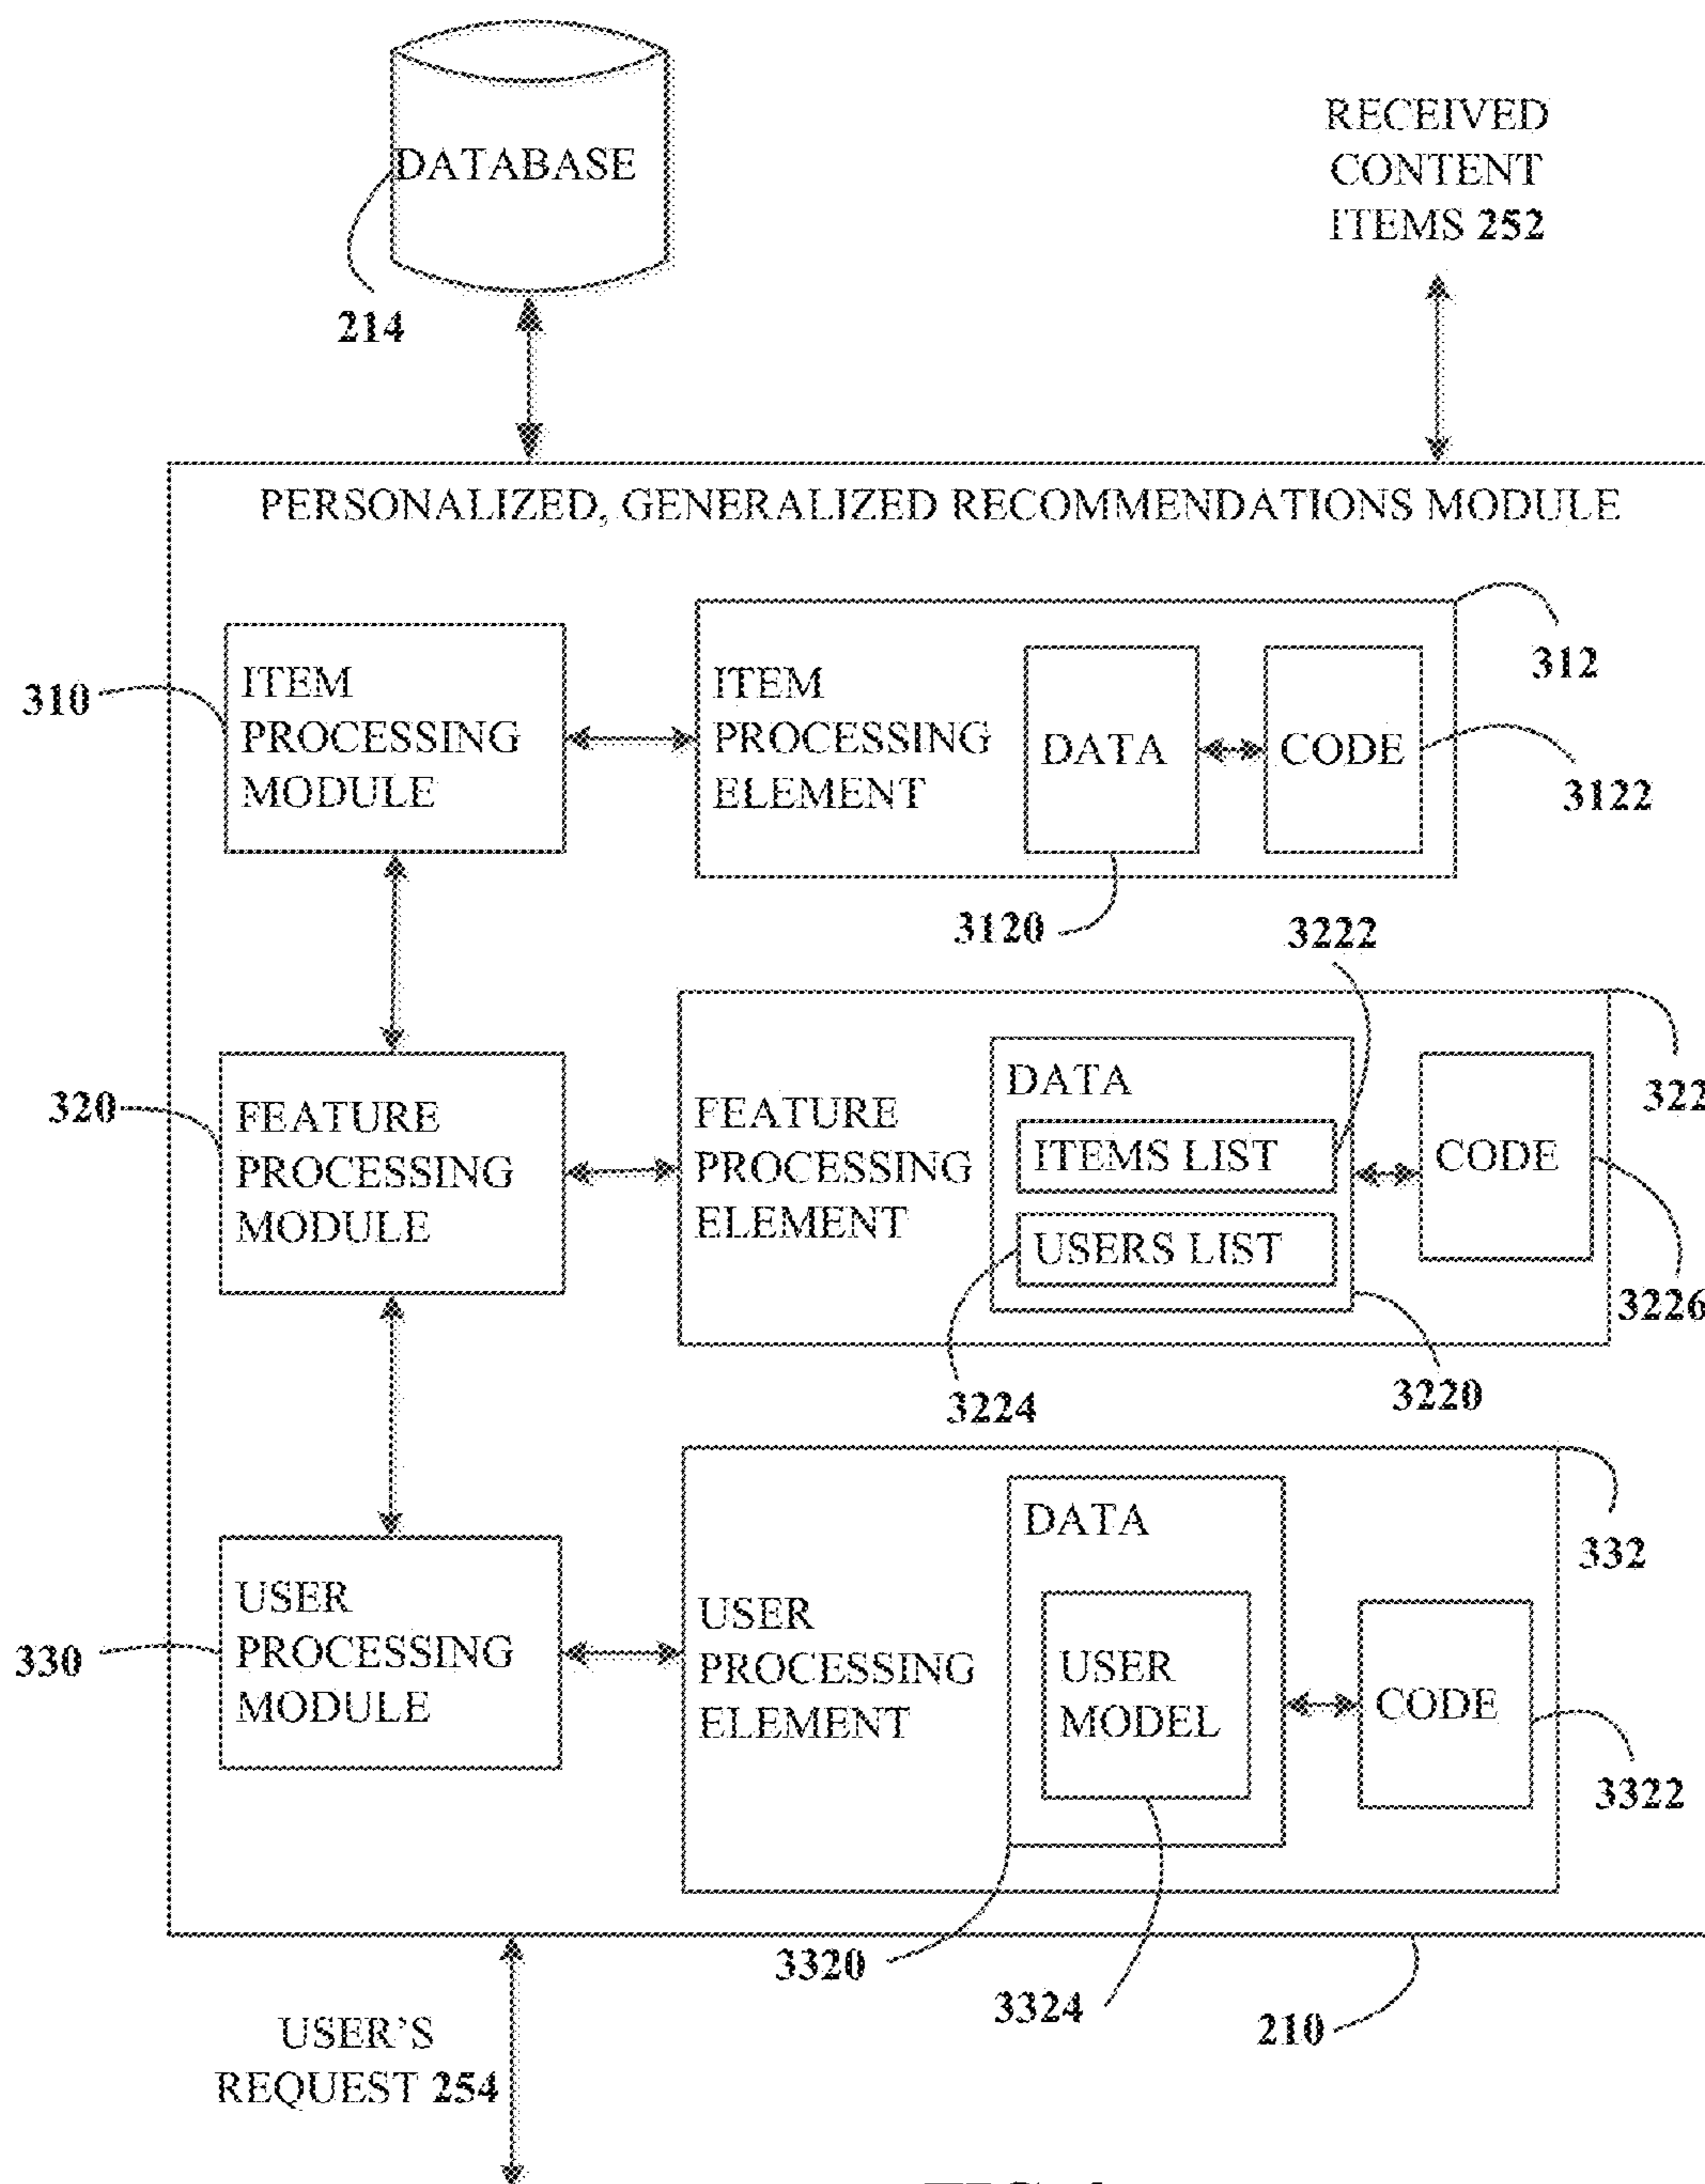 DATABASE
214
RECEIVED
CONTENT
ITEMS 252
PERSONALIZED, GENERALIZED RECOMMENDATIONS MODULE
310
ITEM
PROCESSING
MODULE
ITEM
PROCESSING
ELEMENT
DATA
CODE
312
3122
3120
3222
320
FEATURE
PROCESSING
MODULE
FEATURE
PROCESSING
ELEMENT
DATA
ITEMS LIST
USERS LIST
CODE
322
3226
3224
3220
330
USER
PROCESSING
MODULE
USER
PROCESSING
ELEMENT
DATA
USER
MODEL
CODE
332
3322
3320
3324
210
USER'S
REQUEST 254